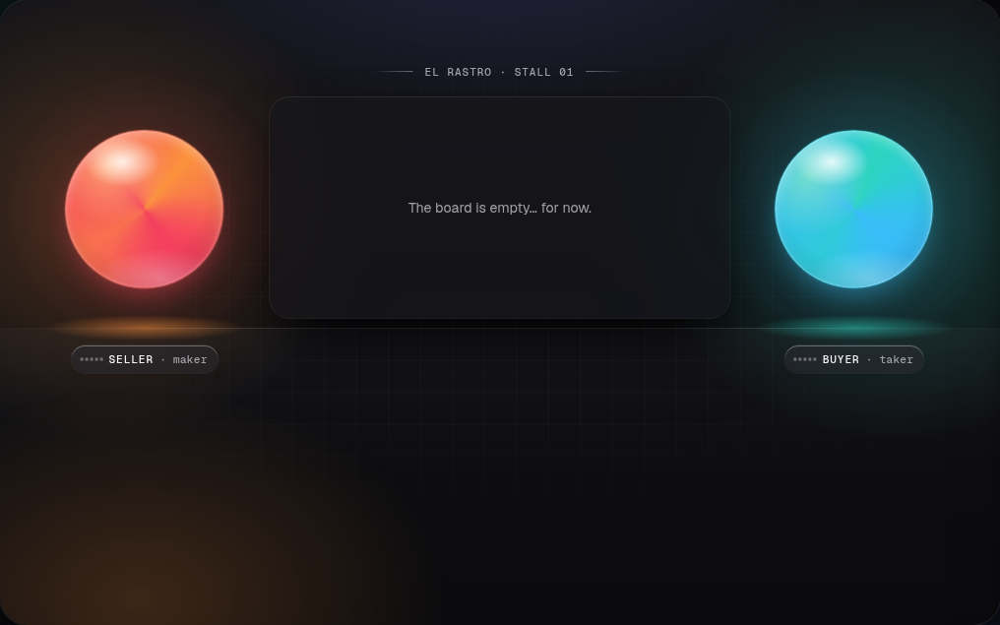 EL RASTRO · STALL 01
The board is empty… for now.
SELLER · maker
BUYER · taker